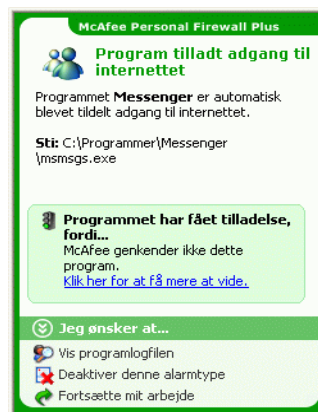 McAfee Personal Firewall Plus
Program tilladt adgang til
internettet
Programmet Messenger er automatisk
blevet tildelt adgang til internettet.
Sti: C:\Programmer\Messenger
\msmsgs.exe
Programmet har fået tilladelse,
fordi...
McAfee genkender ikke dette
program.
Klik her for at få mere at vide.
Jeg ønsker at...
Vis programlogfilen
Deaktiver denne alarmtype
Fortsætte mit arbejde